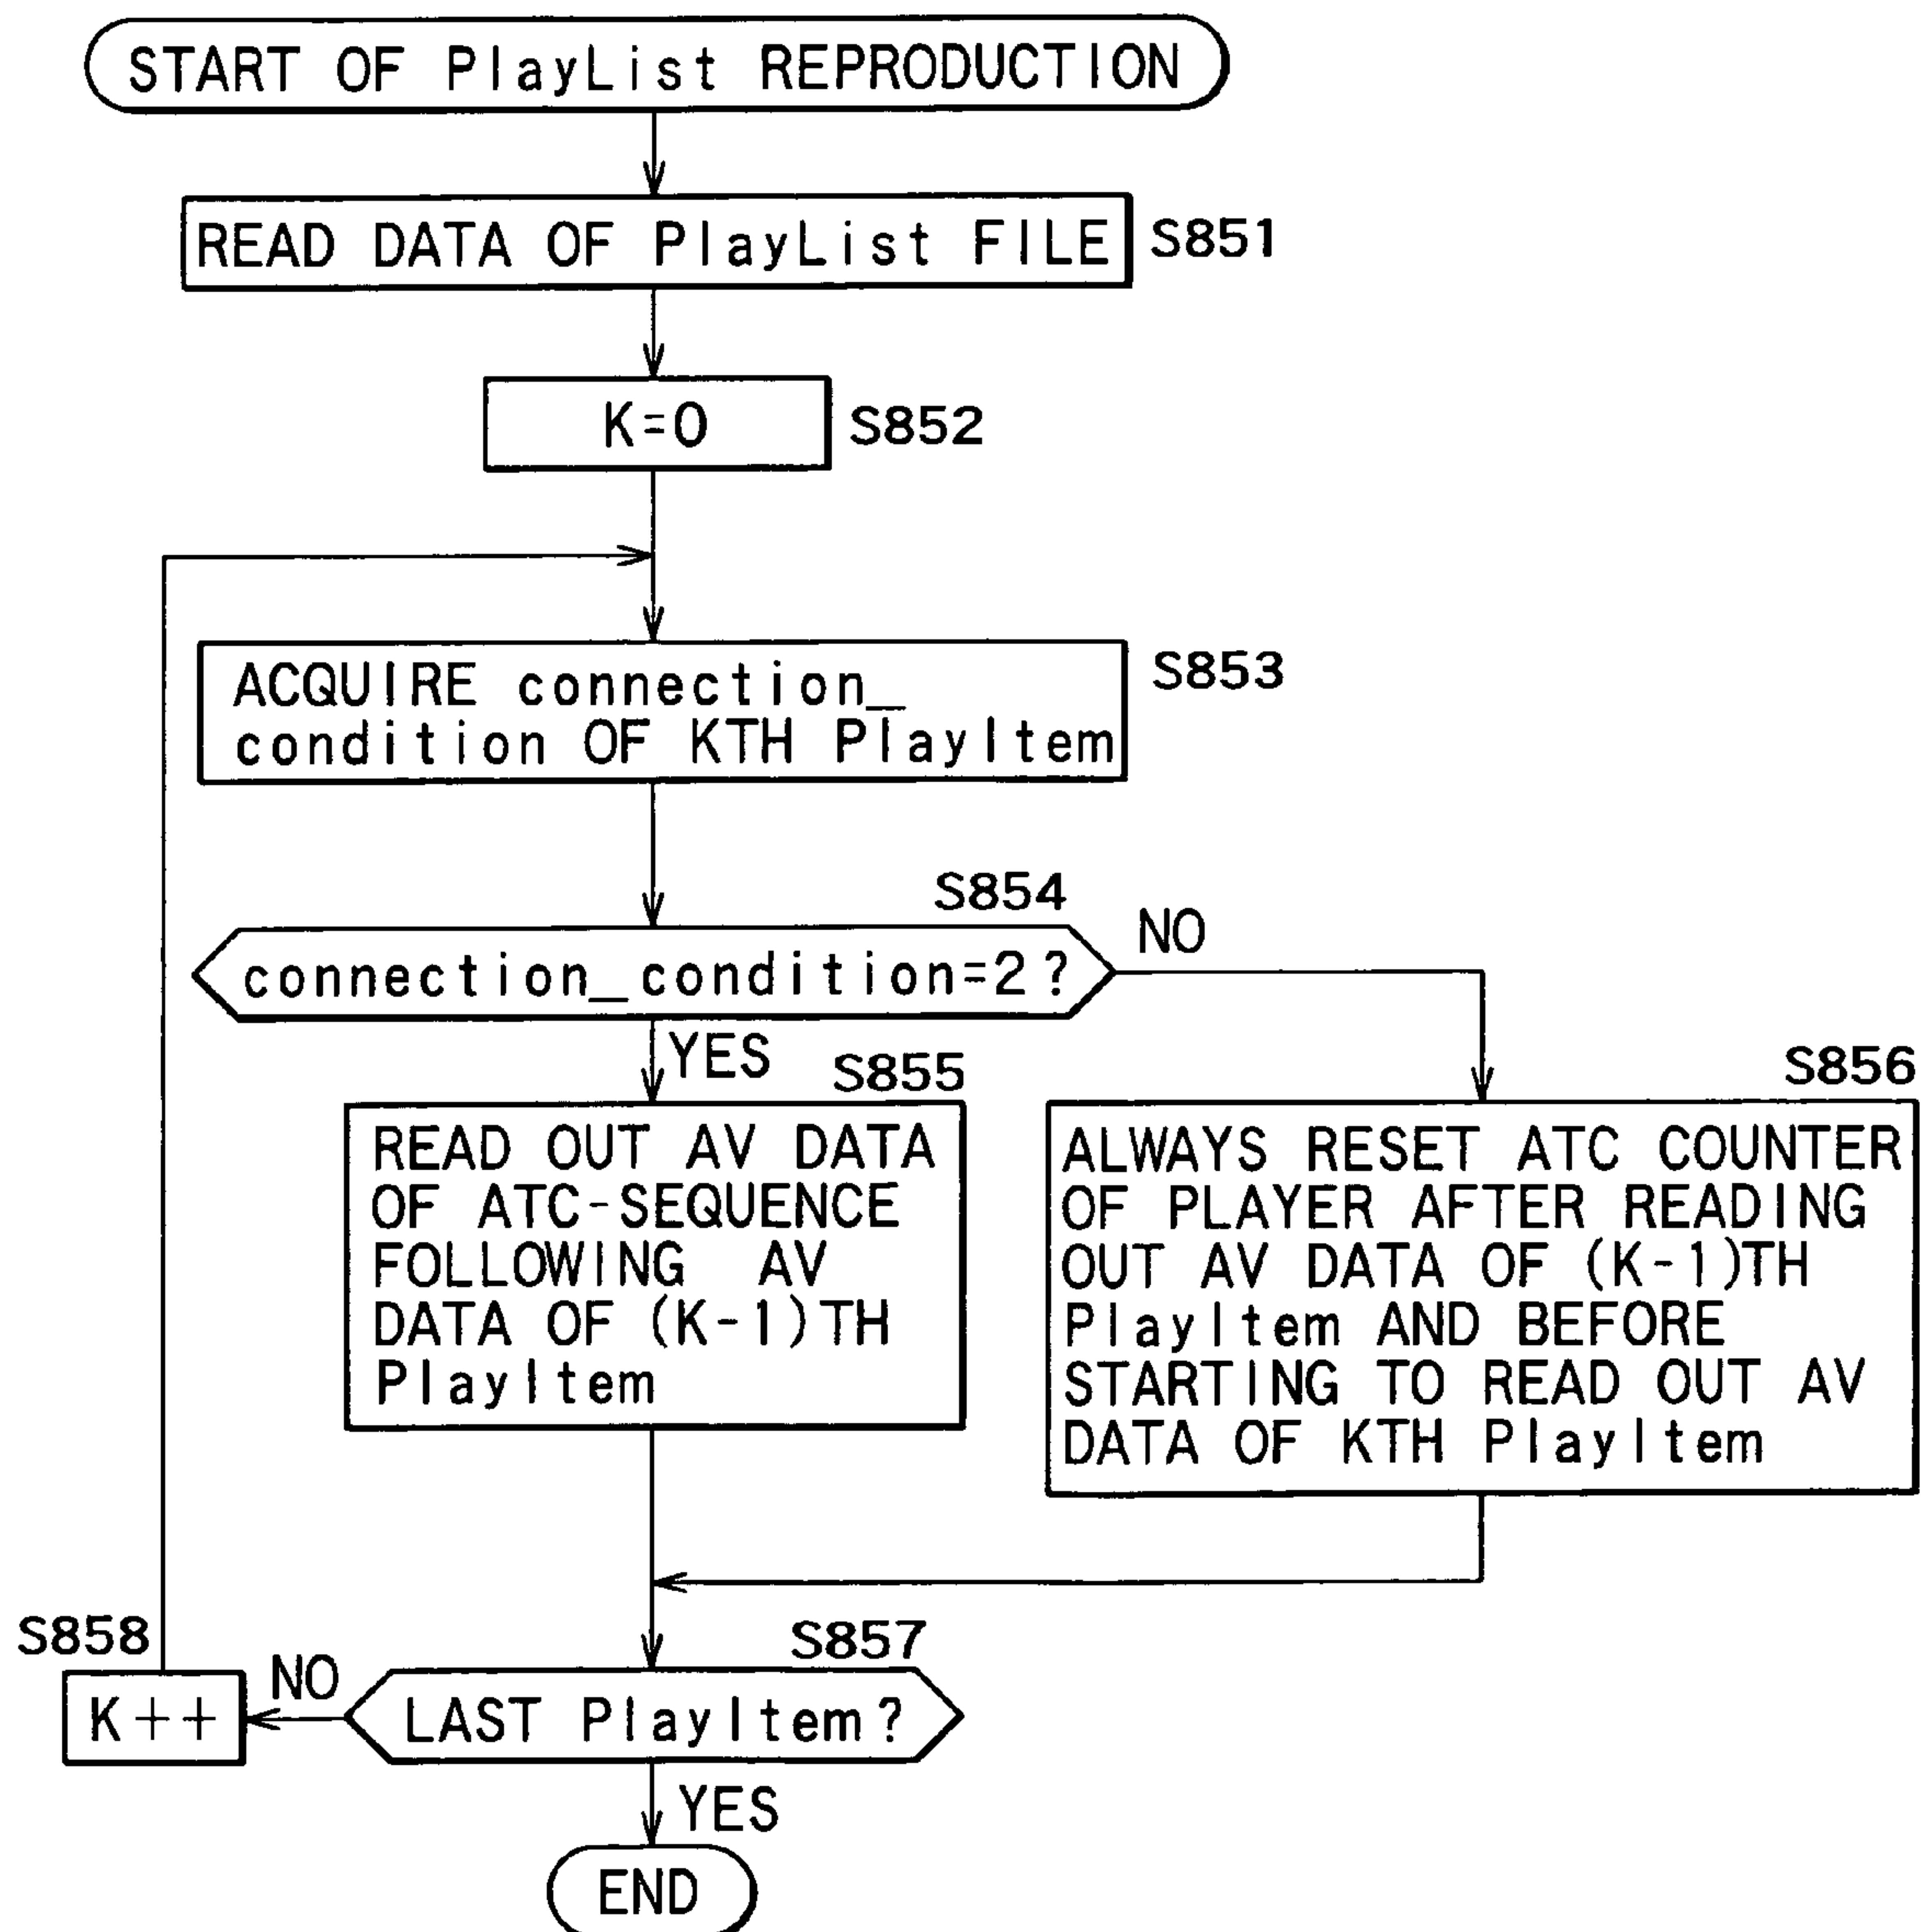 START OF PlayList REPRODUCTION
READ DATA OF PlayList FILE
S851
K=0
S852
ACQUIRE connection_
condition OF KTH PlayItem
S853
S854
connection_condition=2?
NO
YES
S855
READ OUT AV DATA
OF ATC-SEQUENCE
FOLLOWING AV
DATA OF (K-1)TH
PlayItem
S856
ALWAYS RESET ATC COUNTER
OF PLAYER AFTER READING
OUT AV DATA OF (K-1)TH
PlayItem AND BEFORE
STARTING TO READ OUT AV
DATA OF KTH PlayItem
S857
LAST PlayItem?
NO
S858
K++
YES
END